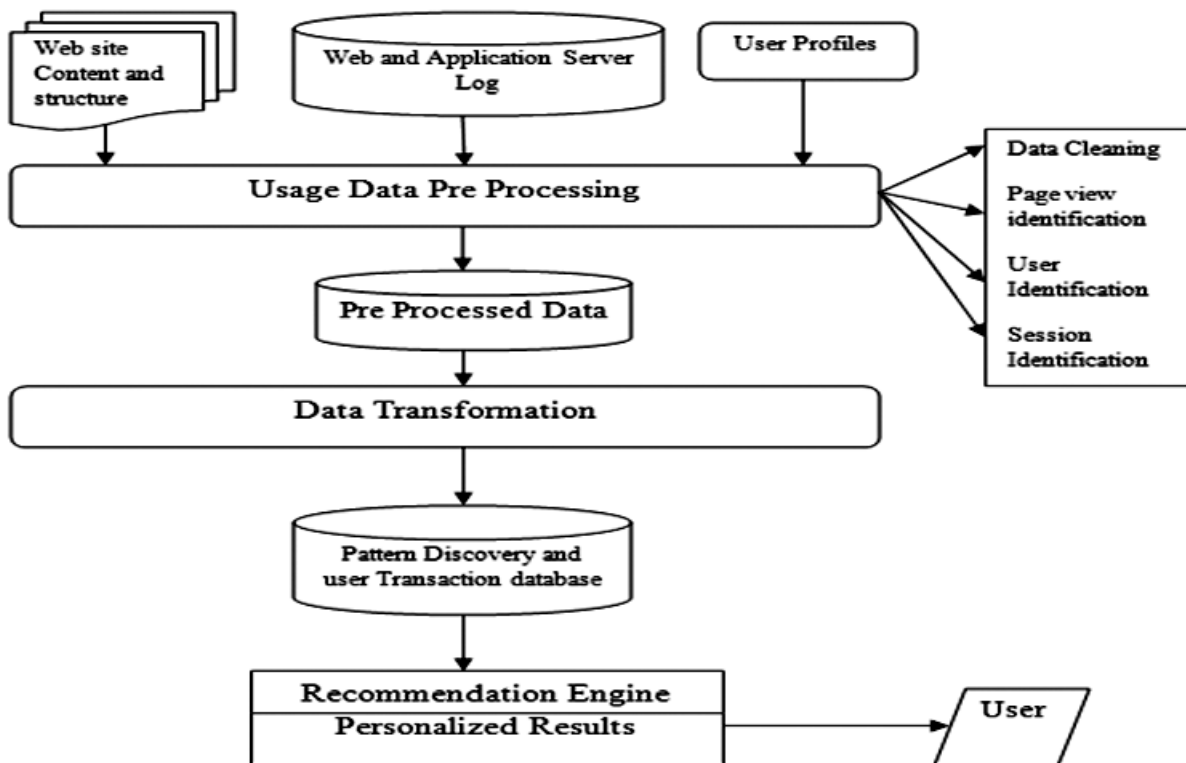 Web site
Content and
structure
Web and Application Server
Log
User Profiles
Usage Data Pre Processing
Data Cleaning
Page view
identification
User
Identification
Session
Identification
Pre Processed Data
Data Transformation
Pattern Discovery and
user Transaction database
Recommendation Engine
Personalized Results
User